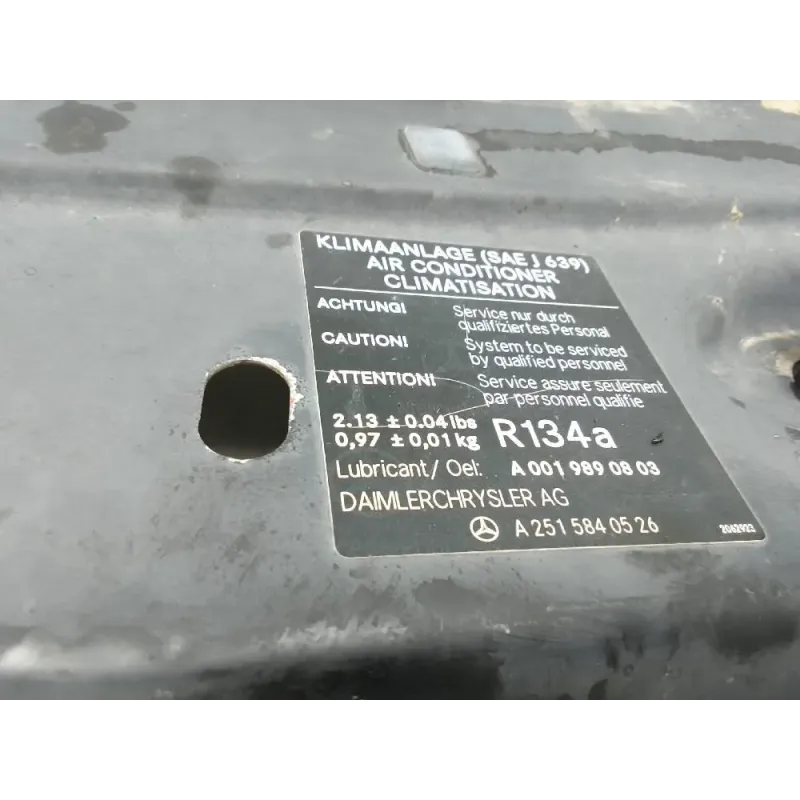 KLIMAANLAGE (SAE J 639)
AIR CONDITIONER
CLIMATISATION
ACHTUNG! Service nur durch
qualifiziertes Personal
CAUTION! System to be serviced
by qualified personnel
ATTENTION! Service assure seulement
par personnel qualifie
2.13 ± 0.04 lbs
0,97 ± 0,01 kg R134a
Lubricant/Oel: A 001 989 08 03
DAIMLERCHRYSLER AG
A 251 584 05 26 2062923